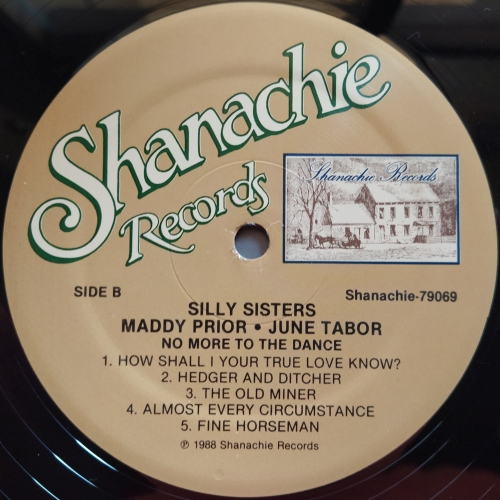 Shanachie
Records
Shanachie Records
SIDE B
Shanachie-79069
SILLY SISTERS
MADDY PRIOR • JUNE TABOR
NO MORE TO THE DANCE
1. HOW SHALL I YOUR TRUE LOVE KNOW?
2. HEDGER AND DITCHER
3. THE OLD MINER
4. ALMOST EVERY CIRCUMSTANCE
5. FINE HORSEMAN
℗ 1988 Shanachie Records